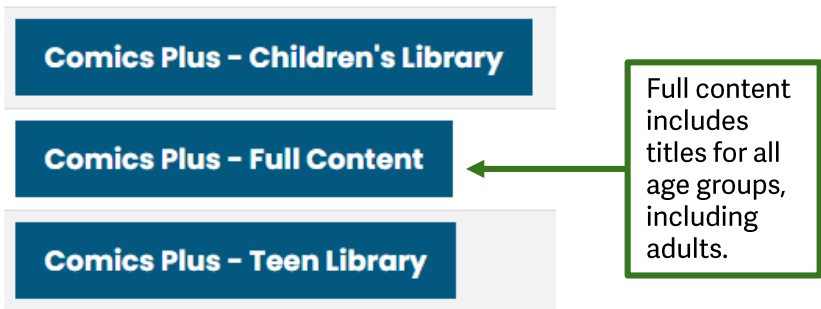 Comics Plus – Children's Library
Comics Plus – Full Content
Comics Plus – Teen Library
Full content
includes
titles for all
age groups,
including
adults.